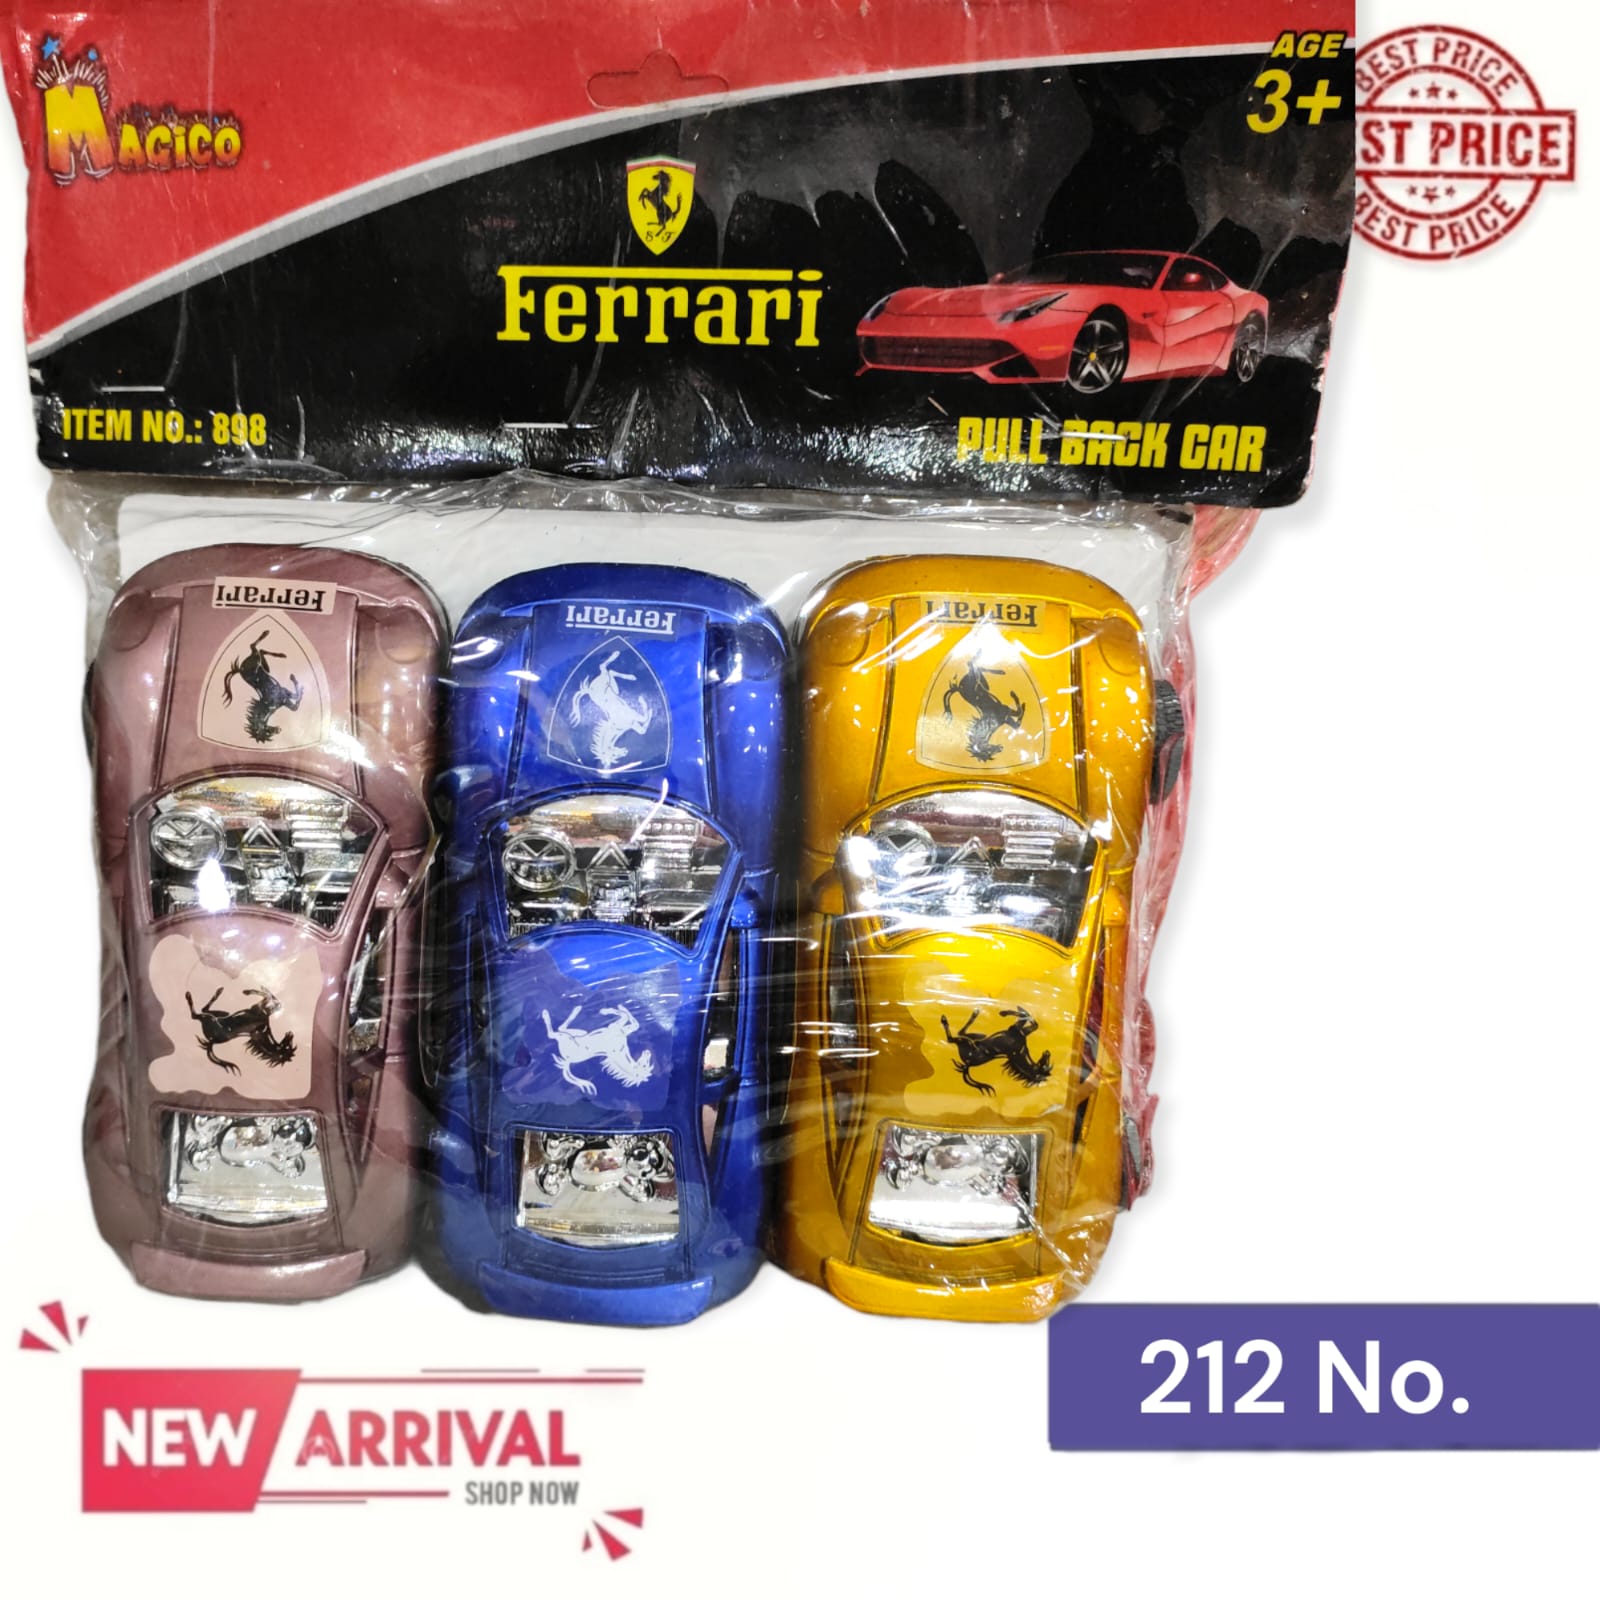 MAGICO
AGE
3+
BEST PRICE
ST PRICE
BEST PRICE
S F
Ferrari
ITEM NO.: 898
PULL BACK CAR
Ferrari
Ferrari
Ferrari
212 No.
NEW ARRIVAL
SHOP NOW